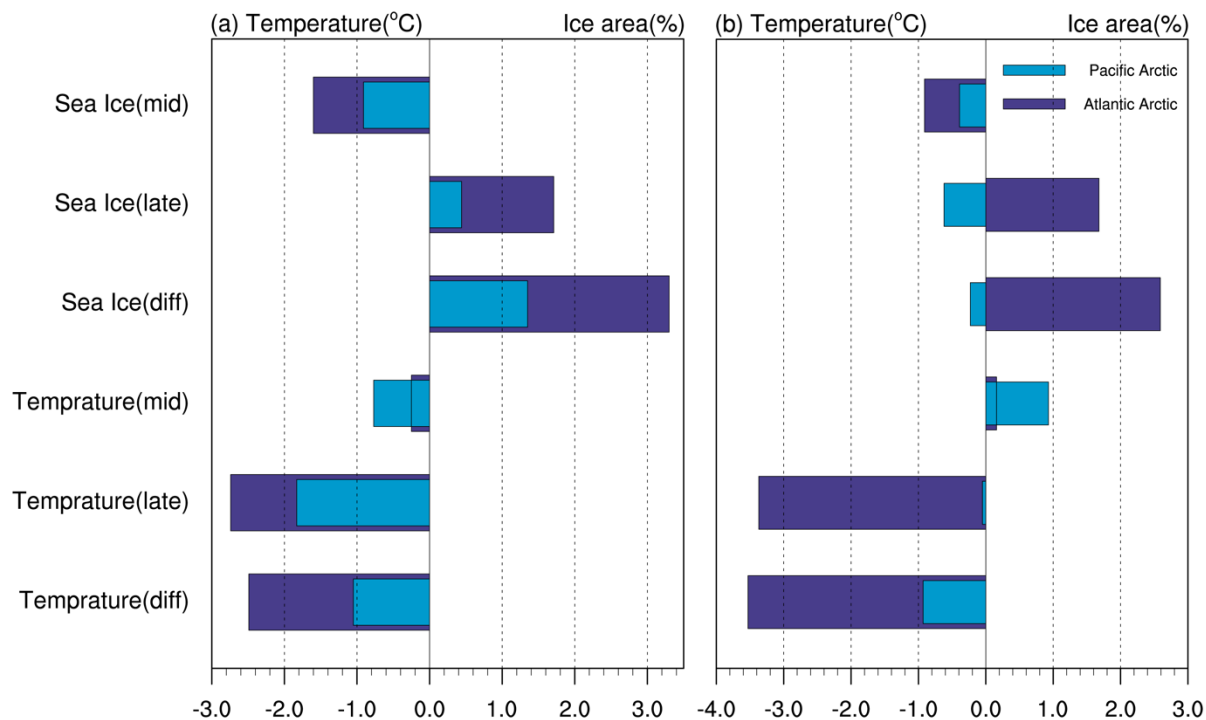 (a) Temperature(°C) Ice area(%)
(b) Temperature(°C) Ice area(%)
Pacific Arctic
Atlantic Arctic
Sea Ice(mid)
Sea Ice(late)
Sea Ice(diff)
Temprature(mid)
Temprature(late)
Temprature(diff)
-3.0 -2.0 -1.0 0.0 1.0 2.0 3.0
-4.0 -3.0 -2.0 -1.0 0.0 1.0 2.0 3.0